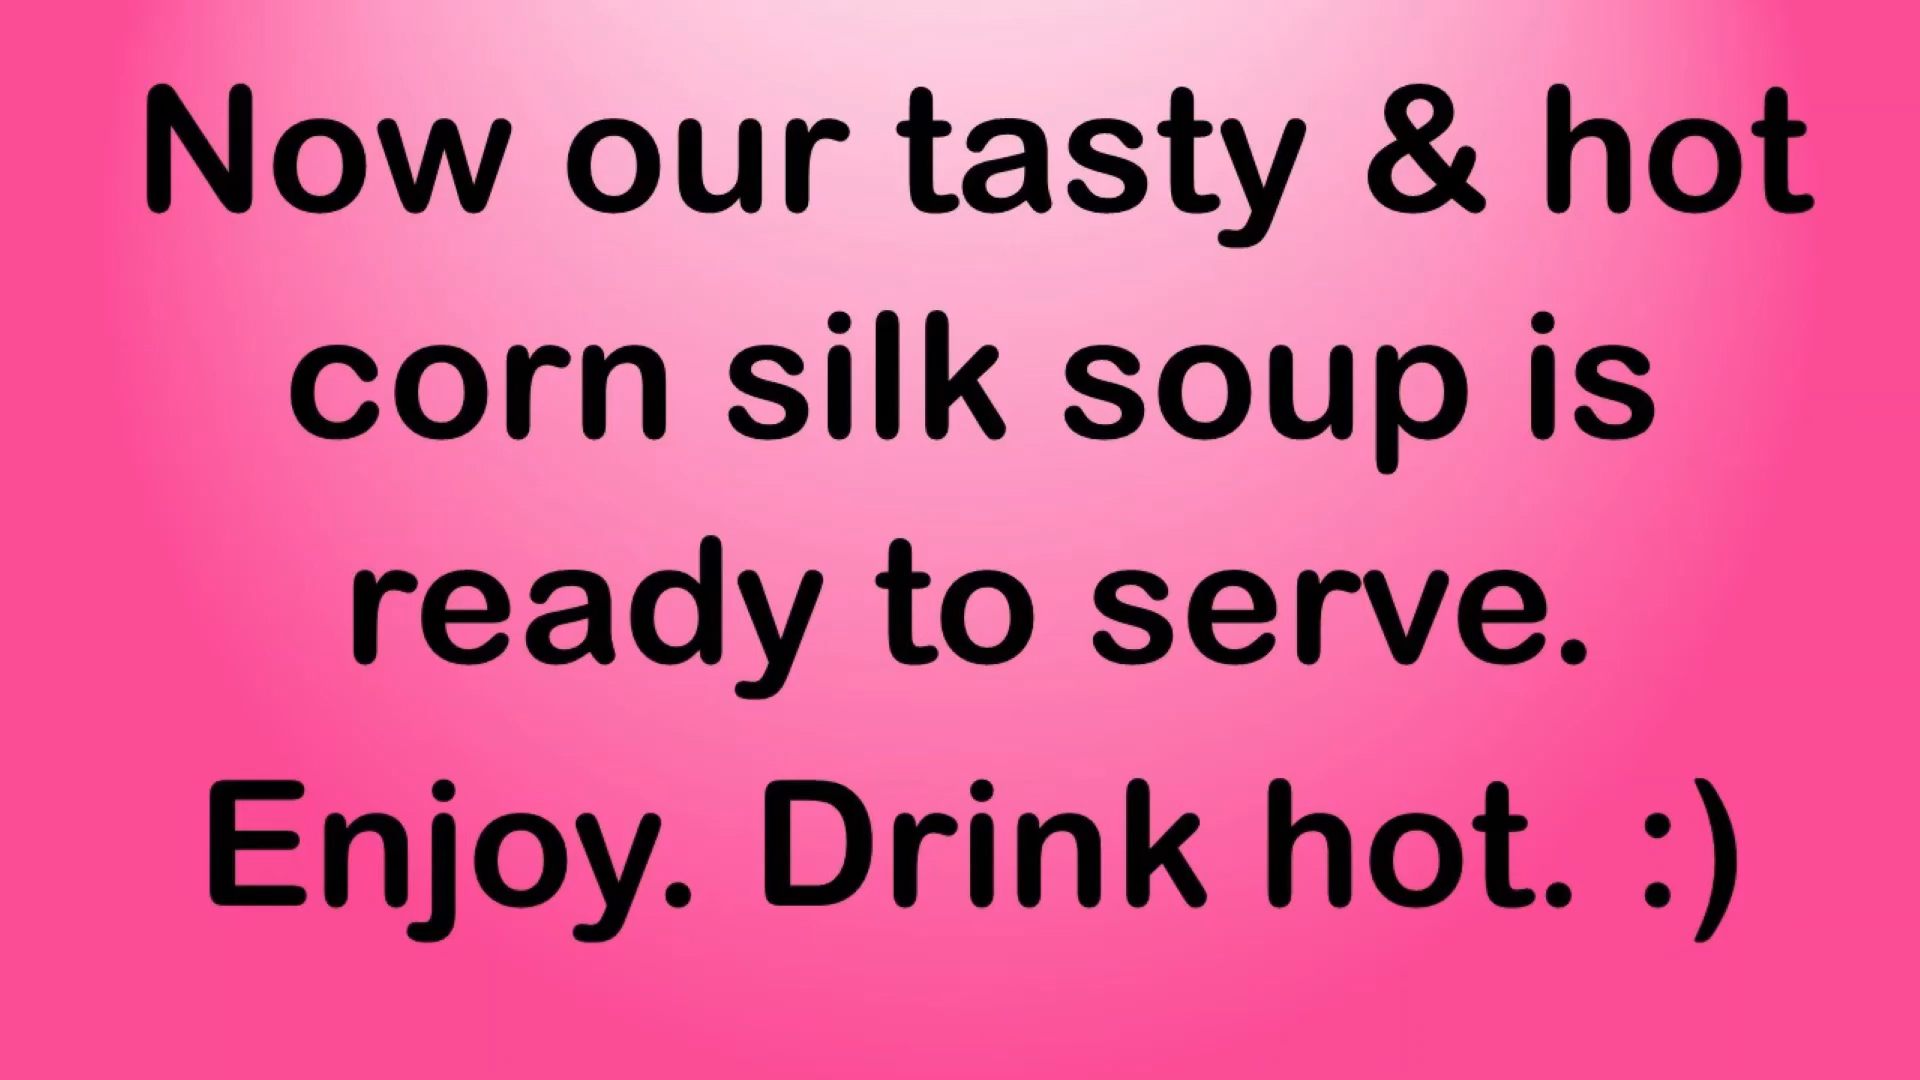 Now our tasty & hot
corn silk soup is
ready to serve.
Enjoy. Drink hot. :)